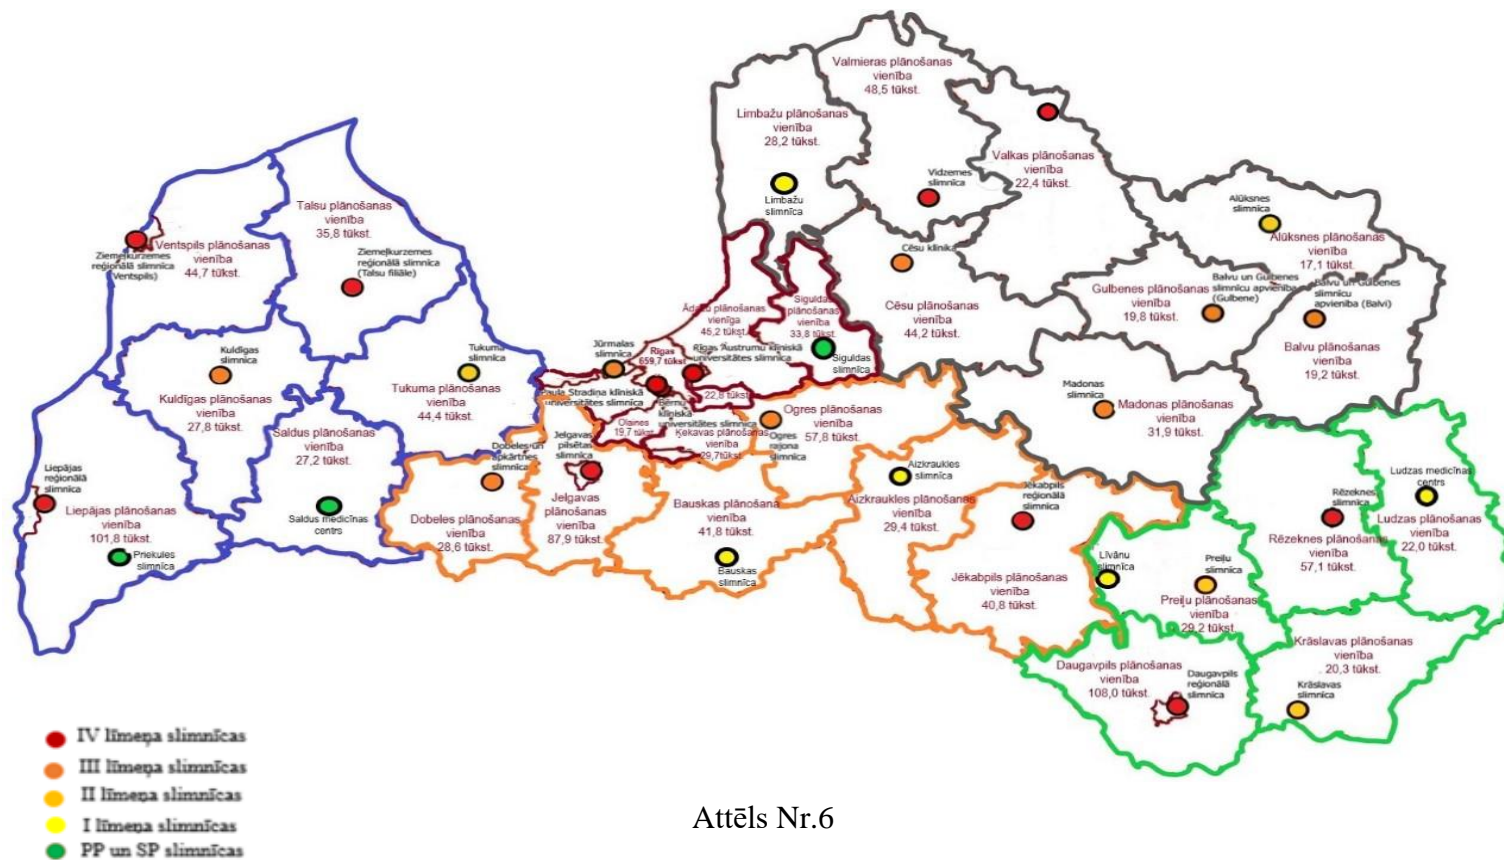 Valmieras plānošanas
vienība
48,5 tūkst.
Limbažu plānošanas
vienība
28,2 tūkst.
Limbažu
slimnīca
Vidzemes
slimnīca
Valkas plānošanas
vienība
22,4 tūkst.
Alūksnes
slimnīca
Alūksnes plānošanas
vienība
17,1 tūkst.
Talsu plānošanas
vienība
35,8 tūkst.
Ziemeļkurzemes
reģionālā slimnīca
(Talsu filiāle)
Ventspils plānošanas
vienība
44,7 tūkst.
Ziemeļkurzemes
reģionālā slimnīca
(Ventspils)
Cēsu klīnika
Cēsu plānošanas
vienība
44,2 tūkst.
Gulbenes plānošanas
vienība
19,8 tūkst.
Balvu un Gulbenes
slimnīcu apvienība
(Gulbene)
Balvu un Gulbenes
slimnīcu
apvienība (Balvi)
Balvu plānošanas
vienība
19,2 tūkst.
Siguldas
plānošanas
vienība
33,8 tūkst.
Siguldas
slimnīca
Ādažu plānošanas
vienīga
45,2 tūkst.
Rīgas
659,7 tūkst
Rīgas Austrumu klīniskā
universitātes slimnīca
Jūrmalas
slimnīca
Paula Stradiņa klīniskā
universitātes slimnīca
Bērnu
klīniskā
universitātes slimnīca
22,8 tūkst.
Olaines
19,7 tūkst.
Ķekavas plānošanas
vienība
29,7tūkst.
Kuldīgas
slimnīca
Kuldīgas plānošanas
vienība
27,8 tūkst.
Tukuma
slimnīca
Tukuma plānošanas
vienība
44,4 tūkst.
Saldus plānošanas
vienība
27,2 tūkst.
Saldus medicīnas
centrs
Liepājas
reģionālā
slimnīca
Liepājas plānošanas
vienība
101,8 tūkst.
Priekules
slimnīca
Dobeles un
apkārtnes
slimnīca
Dobeles plānošanas
vienība
28,6 tūkst.
Jelgavas
pilsētas
slimnīca
Jelgavas
plānošanas
vienība
87,9 tūkst.
Bauskas plānošana
vienība
41,8 tūkst.
Bauskas
slimnīca
Ogres plānošanas
vienība
57,8 tūkst.
Ogres
rajona
slimnīca
Aizkraukles
slimnīca
Aizkraukles plānošanas
vienība
29,4 tūkst.
Jēkabpils
reģionālā
slimnīca
Jēkabpils plānošanas
vienība
40,8 tūkst.
Madonas
slimnīca
Madonas plānošanas
vienība
31,9 tūkst.
Līvānu
slimnīca
Preiļu
slimnīca
Preiļu plānošanas
vienība
29,2 tūkst.
Rēzeknes
slimnīca
Rēzeknes plānošanas
vienība
57,1 tūkst.
Ludzas medicīnas
centrs
Ludzas plānošanas
vienība
22,0 tūkst.
Krāslavas plānošanas
vienība
20,3 tūkst.
Krāslavas
slimnīca
Daugavpils plānošanas
vienība
108,0 tūkst.
Daugavpils
reģionālā
slimnīca
IV līmeņa slimnīcas
III līmeņa slimnīcas
II līmeņa slimnīcas
I līmeņa slimnīcas
PP un SP slimnīcas
Attēls Nr.6